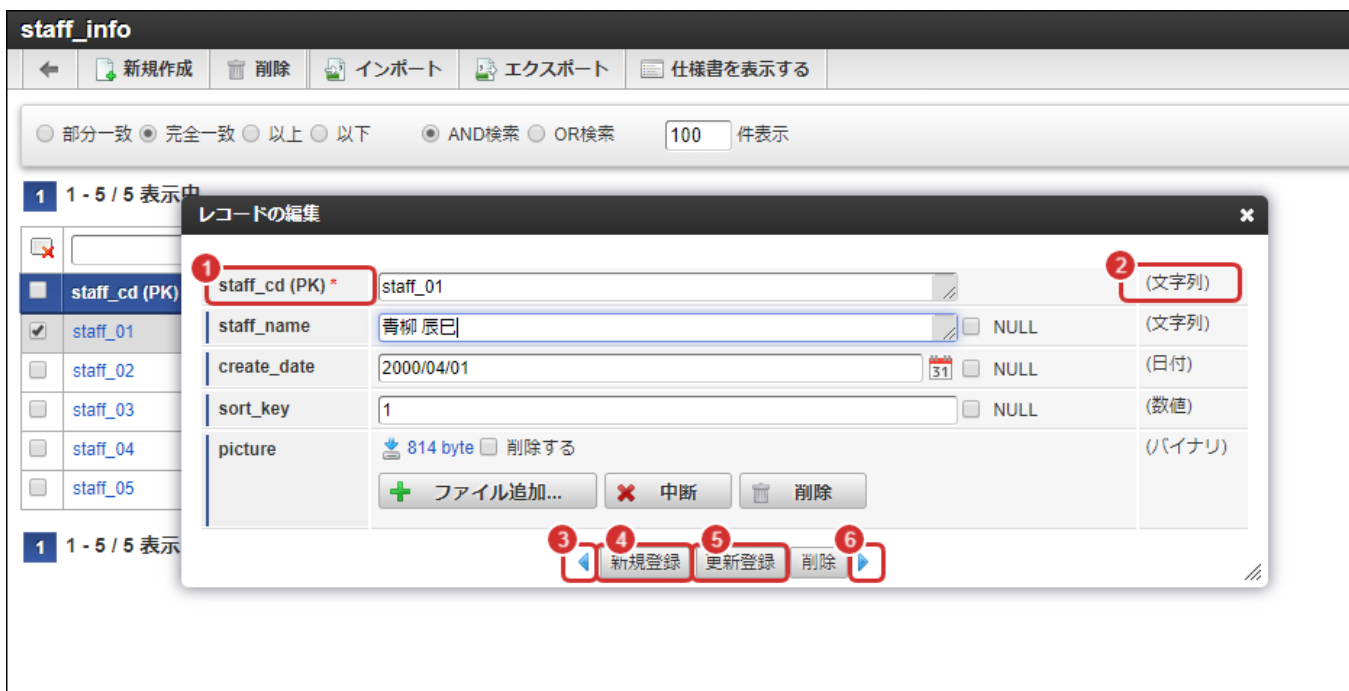 staff_info
新規作成 削除 インポート エクスポート 仕様書を表示する
部分一致 完全一致 以上 以下 AND検索 OR検索 100 件表示
1 1 - 5 / 5 表示中
レコードの編集
staff_cd (PK)
staff_01
staff_02
staff_03
staff_04
staff_05
1 1 - 5 / 5 表示
1 staff_cd (PK) * staff_01 2 (文字列)
staff_name 青柳 辰巳 NULL (文字列)
create_date 2000/04/01 31 NULL (日付)
sort_key 1 NULL (数値)
picture 814 byte 削除する (バイナリ)
ファイル追加... 中断 削除
3 4 新規登録 5 更新登録 削除 6